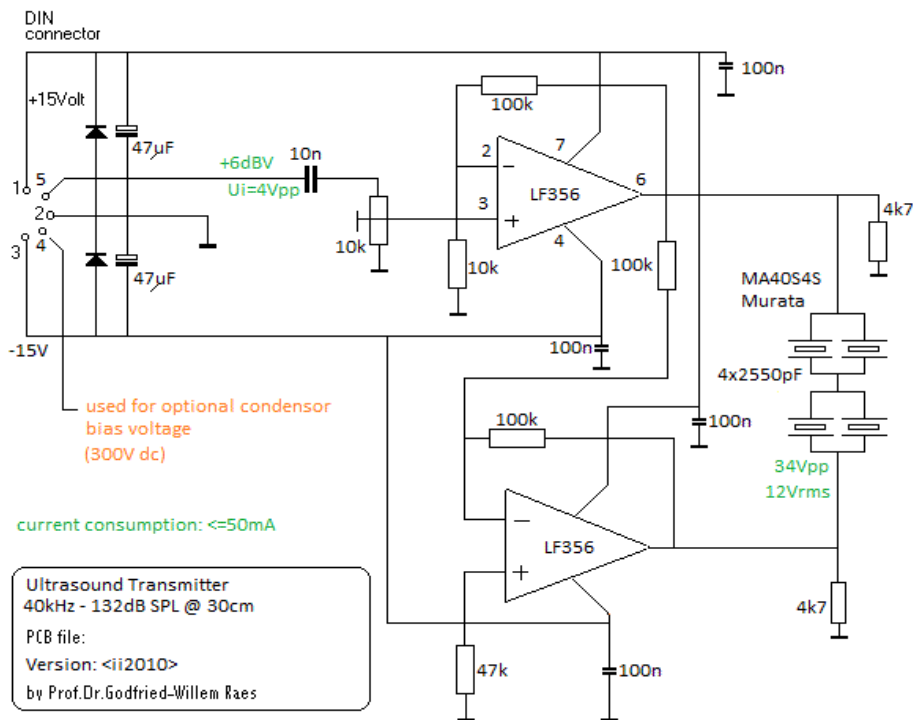 DIN
connector
+15Volt
47µF
+6dBV
Ui=4Vpp
10n
100k
100n
1
5
2
3
4
10k
10k
2
3
7
4
6
LF356
100k
4k7
47µF
-15V
100n
MA40S4S
Murata
4x2550pF
used for optional condensor
bias voltage
(300V dc)
100k
100n
34Vpp
12Vrms
current consumption: <=50mA
LF356
4k7
47k
100n
Ultrasound Transmitter
40kHz - 132dB SPL @ 30cm
PCB file:
Version: <ii2010>
by Prof.Dr.Godfried-Willem Raes